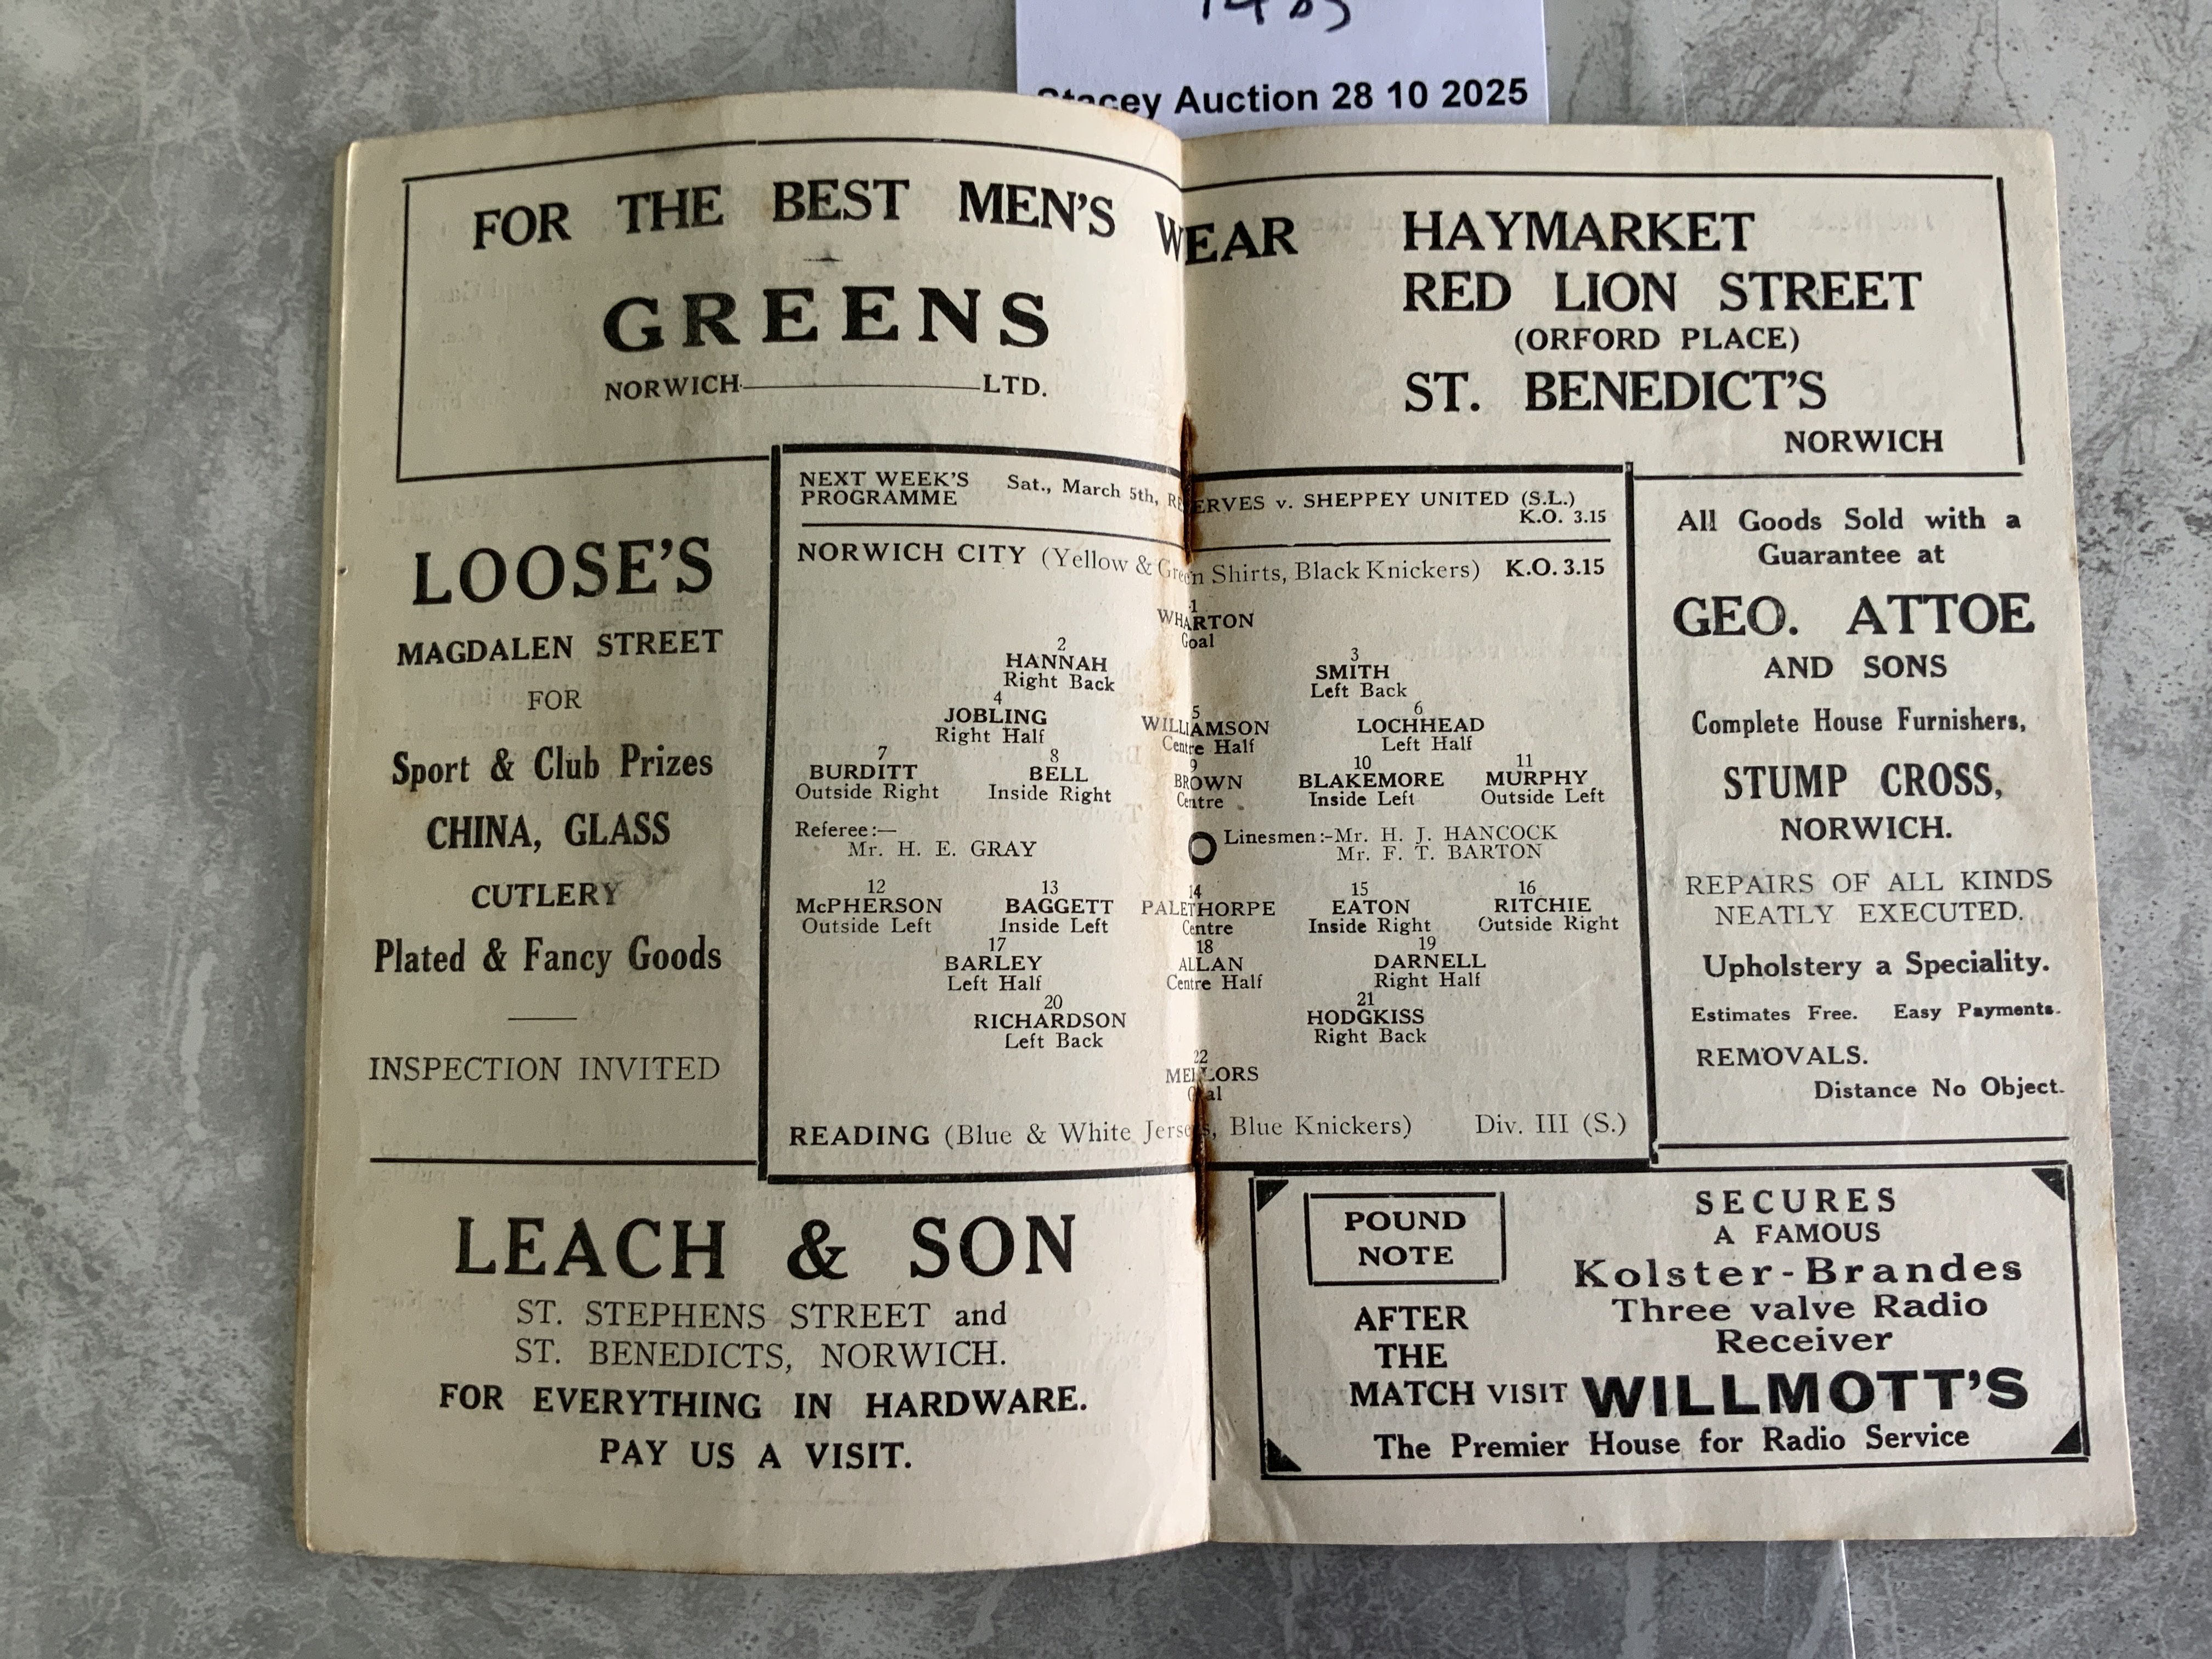 Stacey Auction 28 10 2025
FOR THE BEST MEN'S WEAR
GREENS
NORWICH LTD.
HAYMARKET
RED LION STREET
(ORFORD PLACE)
ST. BENEDICT'S
NORWICH
LOOSE'S
MAGDALEN STREET
FOR
Sport & Club Prizes
CHINA, GLASS
CUTLERY
Plated & Fancy Goods
INSPECTION INVITED
NEXT WEEK'S PROGRAMME
Sat., March 5th, RESERVES v. SHEPPEY UNITED (S.L.)
K.O. 3.15
NORWICH CITY (Yellow & Green Shirts, Black Knickers) K.O. 3.15
1
WHARTON
Goal
2 3
HANNAH SMITH
Right Back Left Back
4 5 6
JOBLING WILLIAMSON LOCHHEAD
Right Half Centre Half Left Half
7 8 9 10 11
BURDITT BELL BROWN BLAKEMORE MURPHY
Outside Right Inside Right Centre Inside Left Outside Left
Referee:— Linesmen:-Mr. H. J. HANCOCK
Mr. H. E. GRAY Mr. F. T. BARTON
12 13 14 15 16
McPHERSON BAGGETT PALETHORPE EATON RITCHIE
Outside Left Inside Left Centre Inside Right Outside Right
17 18 19
BARLEY ALLAN DARNELL
Left Half Centre Half Right Half
20 21
RICHARDSON HODGKISS
Left Back Right Back
22
MELLORS
Goal
READING (Blue & White Jerseys, Blue Knickers) Div. III (S.)
All Goods Sold with a
Guarantee at
GEO. ATTOE
AND SONS
Complete House Furnishers,
STUMP CROSS,
NORWICH.
REPAIRS OF ALL KINDS
NEATLY EXECUTED.
Upholstery a Speciality.
Estimates Free. Easy Payments.
REMOVALS.
Distance No Object.
LEACH & SON
ST. STEPHENS STREET and
ST. BENEDICTS, NORWICH.
FOR EVERYTHING IN HARDWARE.
PAY US A VISIT.
POUND
NOTE
SECURES
A FAMOUS
Kolster-Brandes
Three valve Radio
Receiver
AFTER
THE
MATCH VISIT WILLMOTT'S
The Premier House for Radio Service